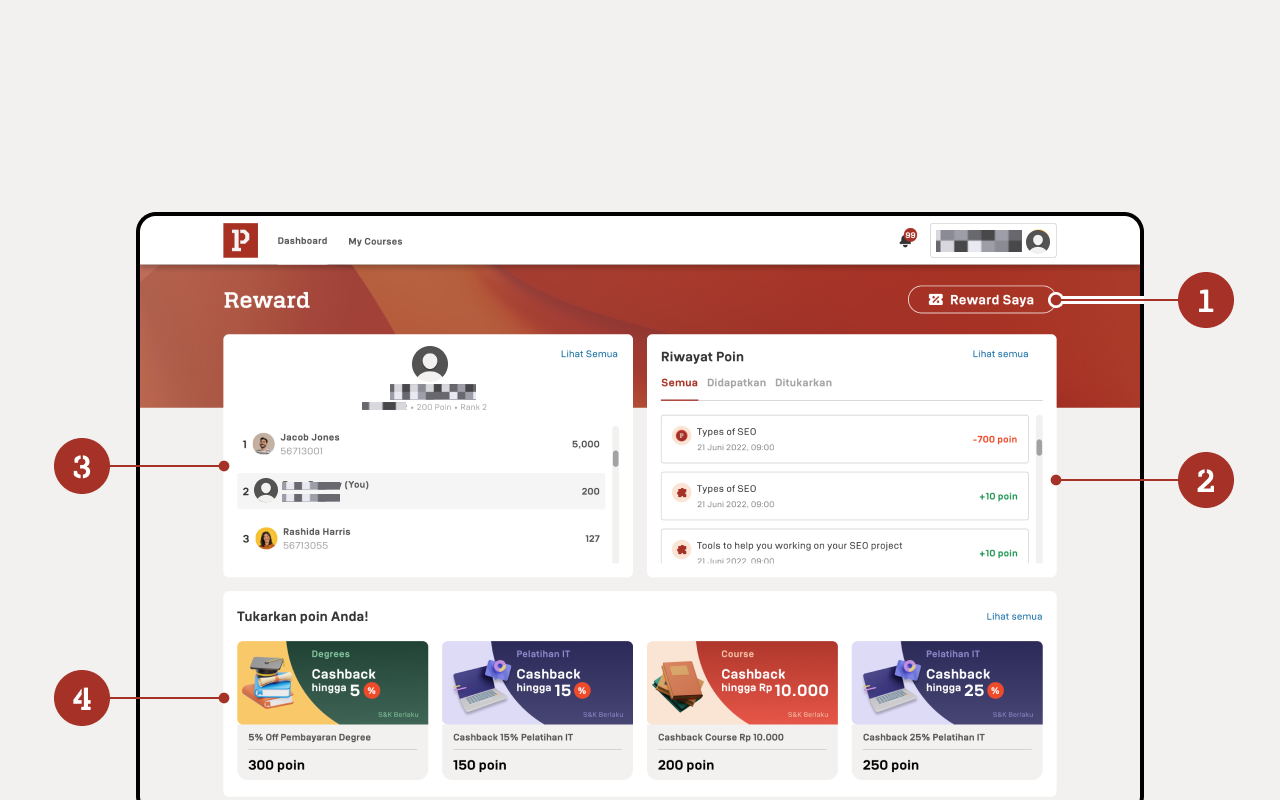 P
Dashboard
My Courses
99
Reward
Reward Saya
1
Lihat Semua
• 200 Poin • Rank 2
1
Jacob Jones
56713001
5,000
2
(You)
200
3
Rashida Harris
56713055
127
3
Riwayat Poin
Lihat semua
Semua
Didapatkan
Ditukarkan
P
Types of SEO
21 Juni 2022, 09:00
-700 poin
Types of SEO
21 Juni 2022, 09:00
+10 poin
Tools to help you working on your SEO project
21 Juni 2022, 09:00
+10 poin
2
Tukarkan poin Anda!
Lihat semua
Degrees
Cashback
hingga 5 %
S&K Berlaku
5% Off Pembayaran Degree
300 poin
Pelatihan IT
Cashback
hingga 15 %
S&K Berlaku
Cashback 15% Pelatihan IT
150 poin
Course
Cashback
hingga Rp 10.000
S&K Berlaku
Cashback Course Rp 10.000
200 poin
Pelatihan IT
Cashback
hingga 25 %
S&K Berlaku
Cashback 25% Pelatihan IT
250 poin
4